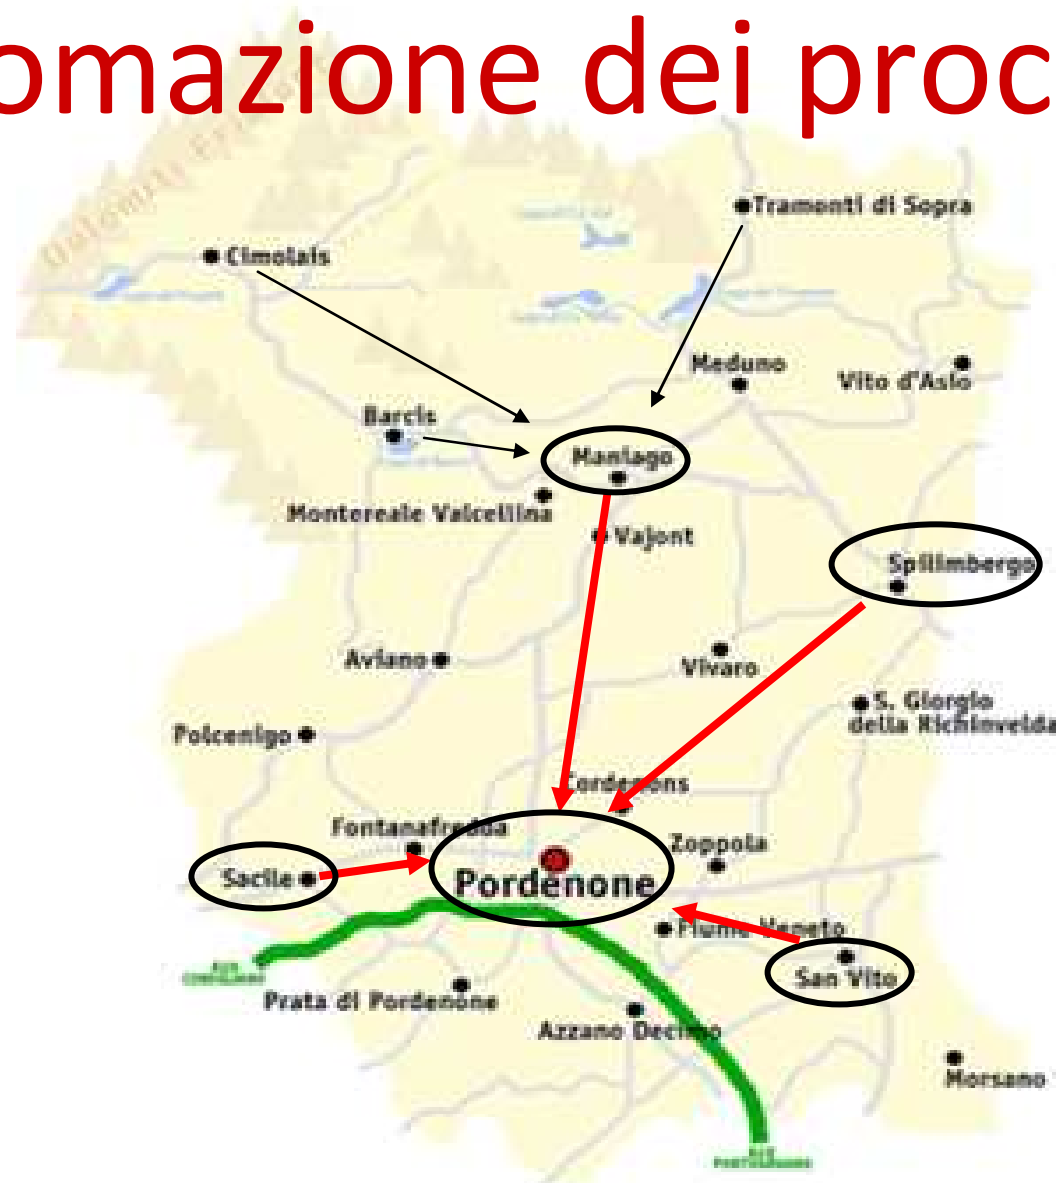 omazione dei proc
Dolomiti
Tramonti di Sopra
Cimolais
Meduno
Vito d'Asio
Barcis
Maniago
Montereale Valcellina
Vajont
Spilimbergo
Aviano
Vivaro
S. Giorgio
della Richinvelda
Polcenigo
Cordenons
Fontanafredda
Zoppola
Sacile
Pordenone
Fiume Veneto
San Vito
Prata di Pordenone
Azzano Decimo
Morsano